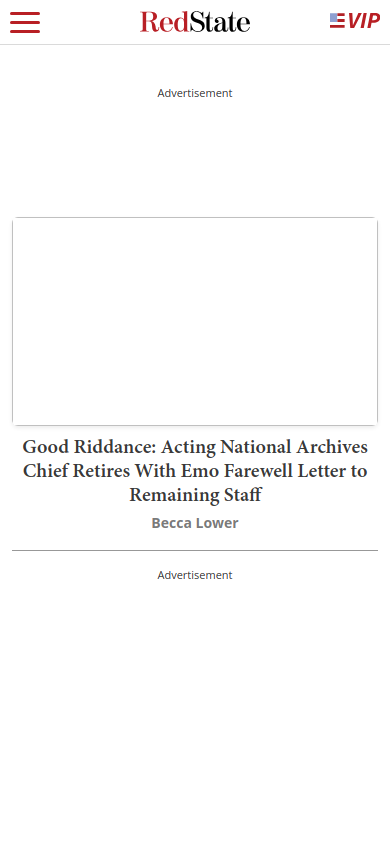 RedState
VIP
Advertisement
Good Riddance: Acting National Archives
Chief Retires With Emo Farewell Letter to
Remaining Staff
Becca Lower
Advertisement